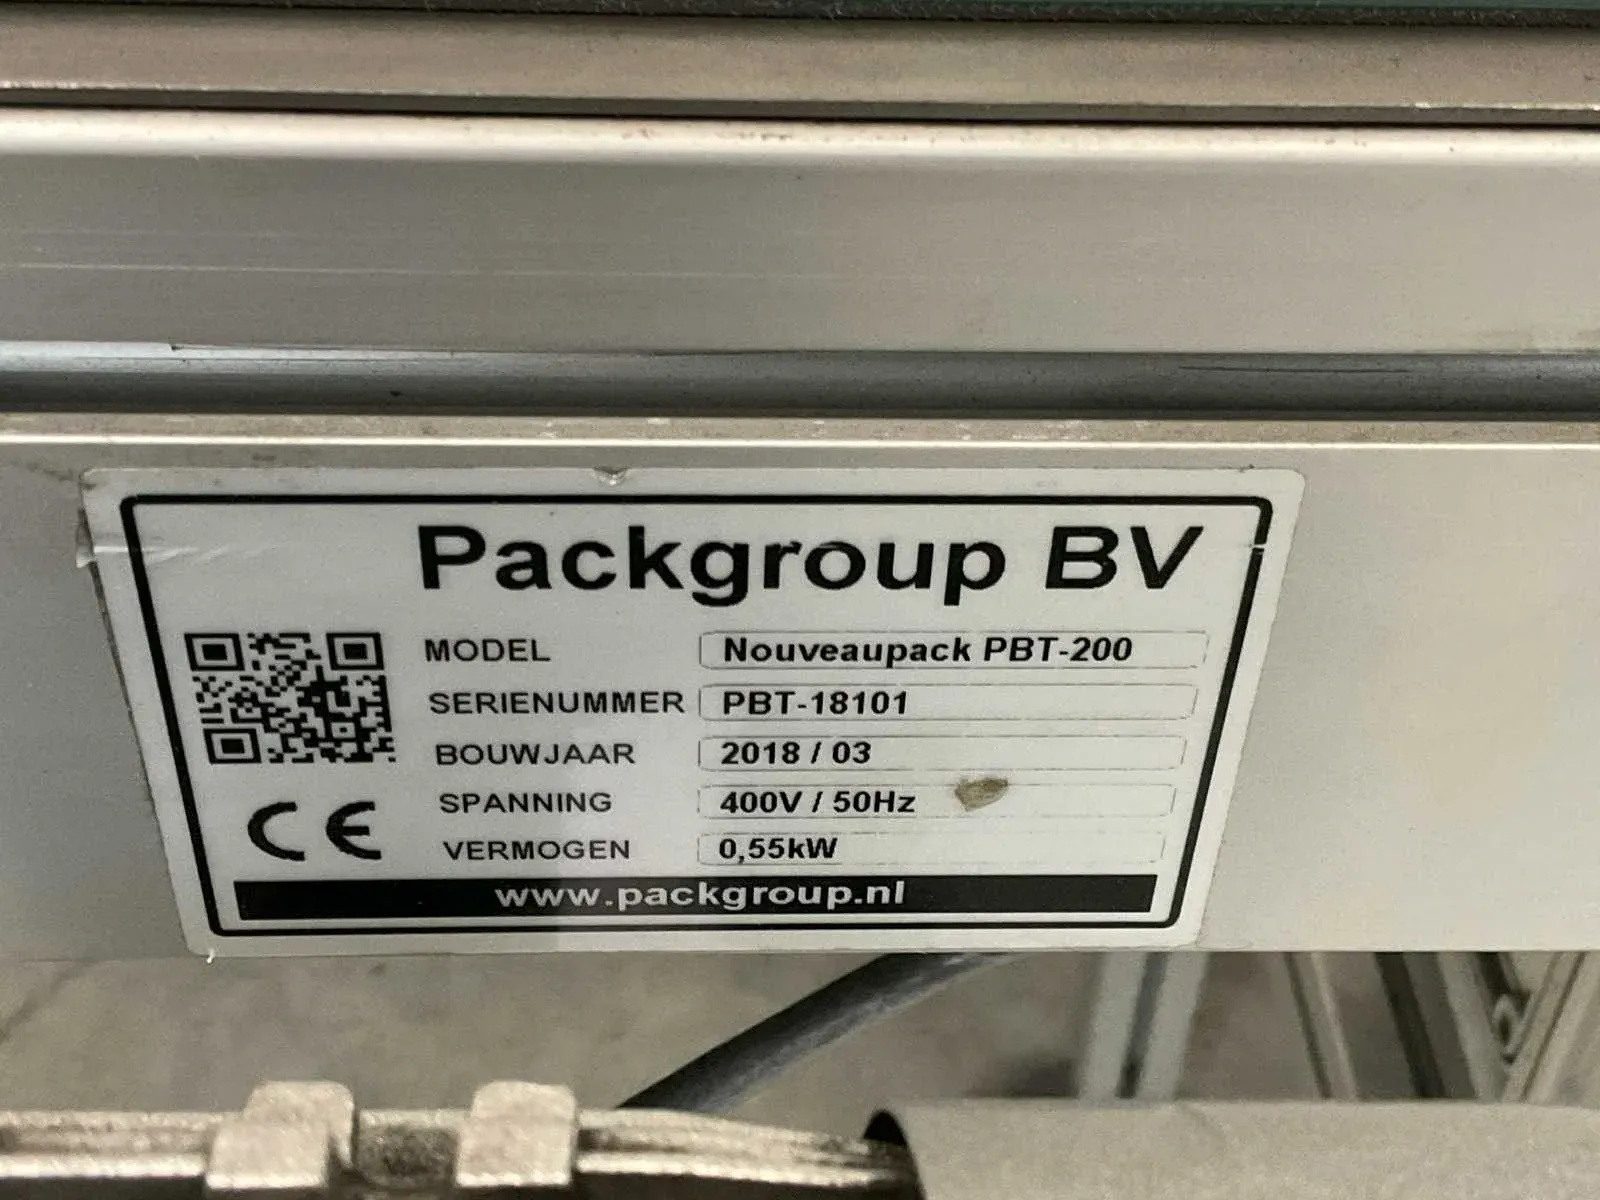 Packgroup BV
MODEL Nouveaupack PBT-200
SERIENUMMER PBT-18101
BOUWJAAR 2018 / 03
SPANNING 400V / 50Hz
VERMOGEN 0,55kW
CE
www.packgroup.nl